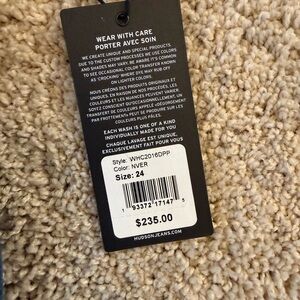 WEAR WITH CARE
PORTER AVEC SOIN
WE CREATE UNIQUE AND SPECIAL PRODUCTS.
DUE TO THE CUSTOM PROCESSES WE USE COLORS
AND SHADES MAY VARY. BE AWARE IT'S COMMON
TO SEE OCCASIONAL COLOR TRANSFER KNOWN
AS 'CROCKING' WHERE DYE MAY RUB OFF
ON LIGHTER COLORS.
NOUS CRÉONS DES PRODUITS ORIGINAUX ET
UNIQUES. EN RAISON DE NOS PROCÉDÉS, LES
COULEURS ET LES NUANCES PEUVENT VARIER.
SOYEZ CONSCIENT QU'OCCASIONNELLEMENT, UN
TRANSFERT DE COULEUR APPELÉ «DÉGORGEMENT
PAR FROTTEMENT» PEUT SE PRODUIRE SUR LES
COULEURS PLUS PÂLES.
EACH WASH IS ONE OF A KIND
INDIVIDUALLY MADE FOR YOU
CHAQUE LAVAGE EST UNIQUE,
EXCLUSIVEMENT FAIT POUR VOUS
Style: WHC2016DPP
Color: NVER
Size: 24
1 93372 17147 5
$235.00
HUDSONJEANS.COM